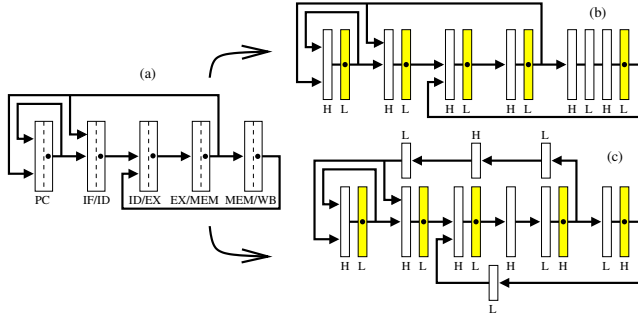 (a)
PC IF/ID ID/EX EX/MEM MEM/WB
(b)
H L H L H L H L H L H L
(c)
L H L
H L H L H L H L H L H
L